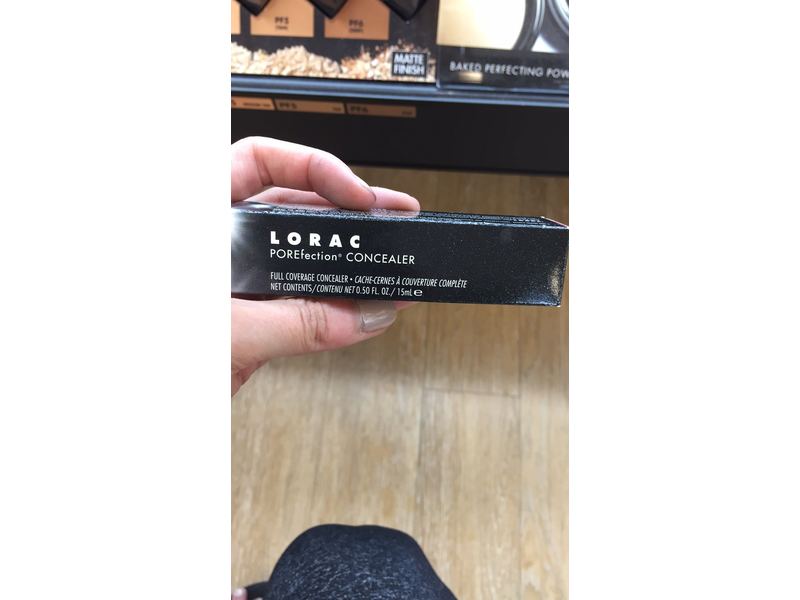 PF5
PF6
MATTE
FINISH
BAKED PERFECTING POW
PF5
PF6
LORAC
POREfection® CONCEALER
FULL COVERAGE CONCEALER • CACHE-CERNES À COUVERTURE COMPLÈTE
NET CONTENTS/CONTENU NET 0.50 FL. OZ./15mL ℮